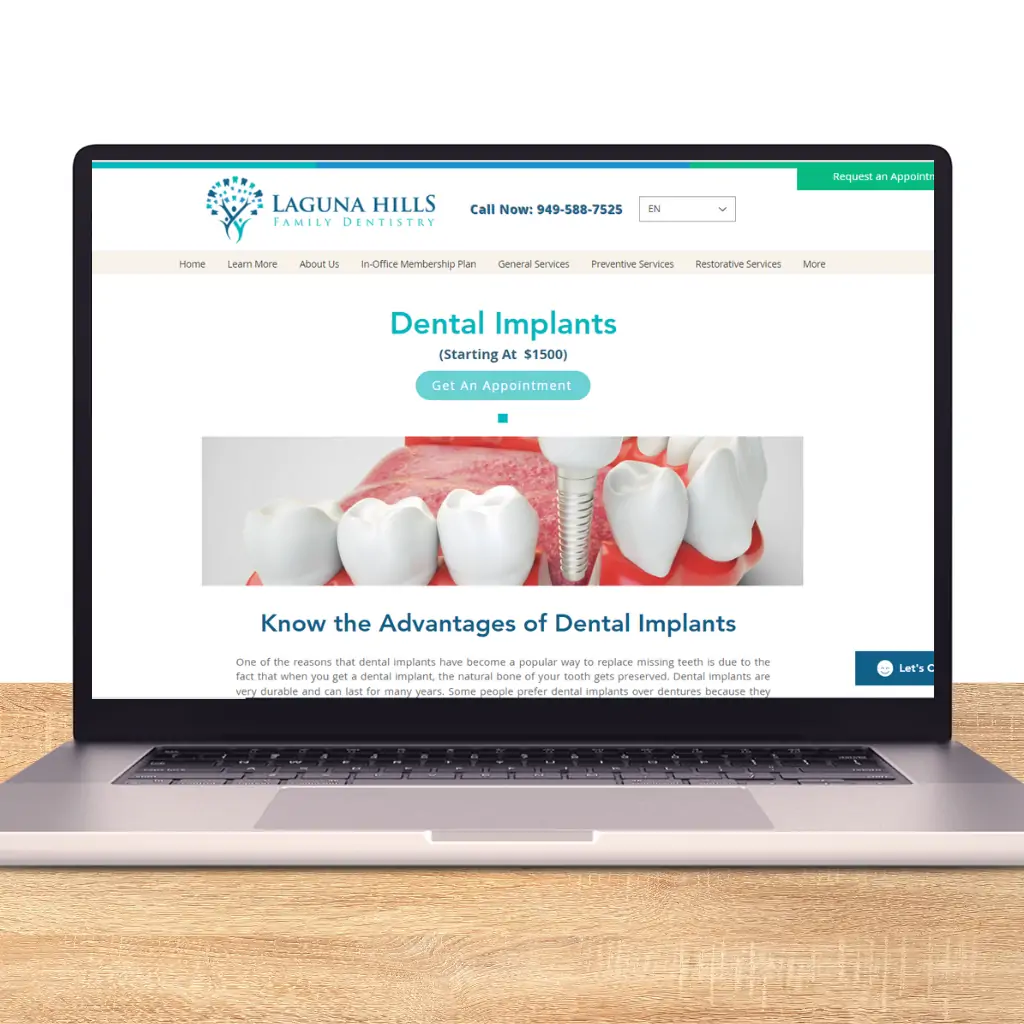 Request an Appointm
LAGUNA HILLS
FAMILY DENTISTRY
Call Now: 949-588-7525
EN
Home Learn More About Us In-Office Membership Plan General Services Preventive Services Restorative Services More
Dental Implants
(Starting At $1500)
Get An Appointment
Know the Advantages of Dental Implants
One of the reasons that dental implants have become a popular way to replace missing teeth is due to the
fact that when you get a dental implant, the natural bone of your tooth gets preserved. Dental implants are
very durable and can last for many years. Some people prefer dental implants over dentures because they
Let's C